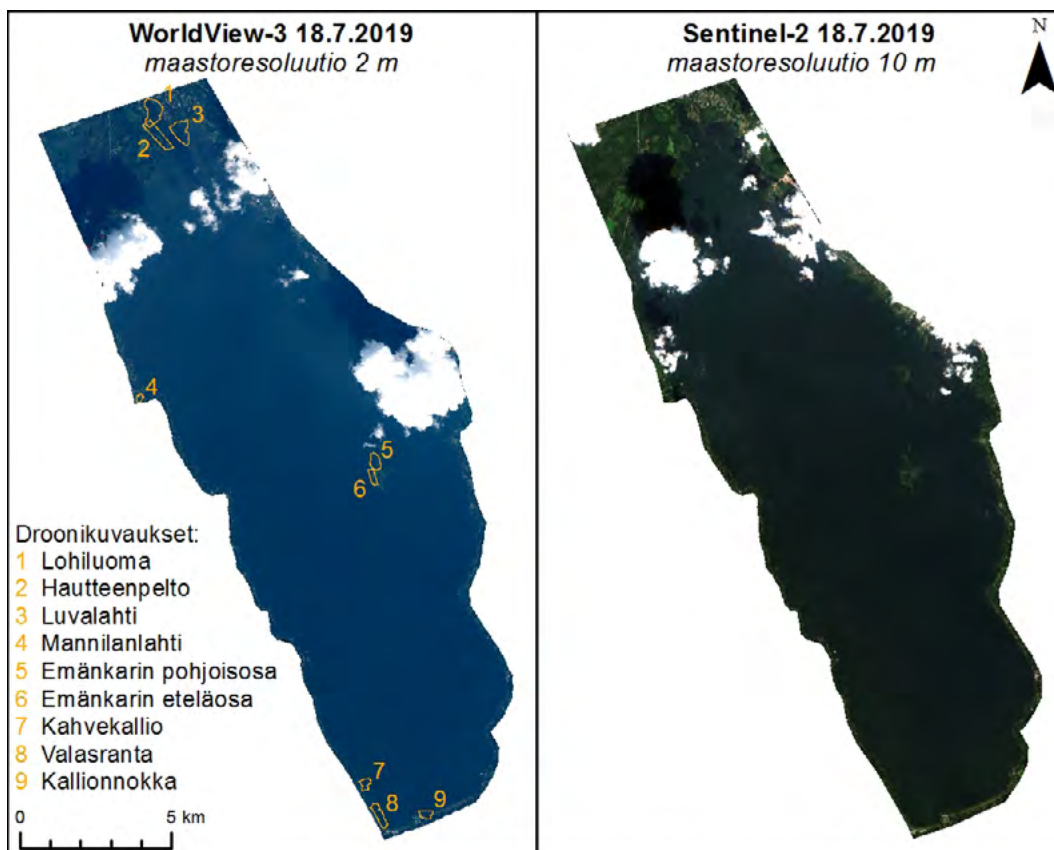 WorldView-3 18.7.2019
maastoresoluutio 2 m
1
3
2
4
5
6
7
8
9
Droonikuvaukset:
1 Lohiluoma
2 Hautteenpelto
3 Luvalahti
4 Mannilanlahti
5 Emänkarin pohjoisosa
6 Emänkarin eteläosa
7 Kahvekallio
8 Valasranta
9 Kallionnokka
0 5 km
Sentinel-2 18.7.2019
maastoresoluutio 10 m
N